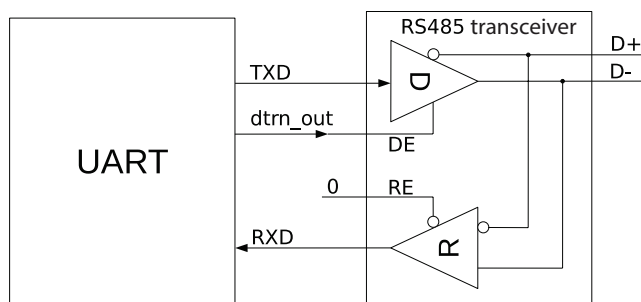 RS485 transceiver
D+
D-
TXD
D
dtrn_out
DE
UART
0
RE
RXD
R